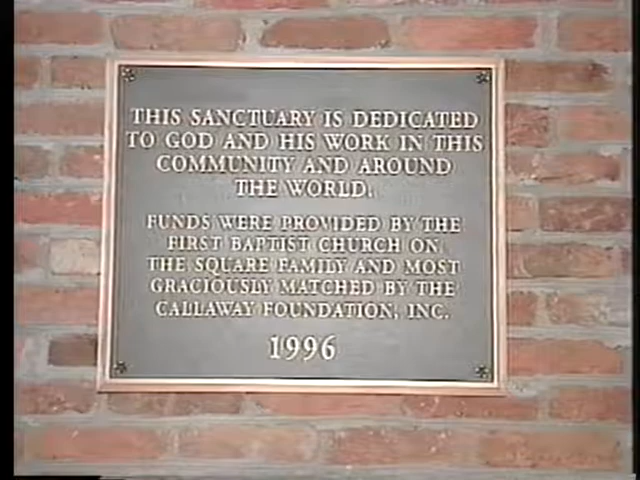 THIS SANCTUARY IS DEDICATED
TO GOD AND HIS WORK IN THIS
COMMUNITY AND AROUND
THE WORLD.
FUNDS WERE PROVIDED BY THE
FIRST BAPTIST CHURCH ON
THE SQUARE FAMILY AND MOST
GRACIOUSLY MATCHED BY THE
CALLAWAY FOUNDATION, INC.
1996